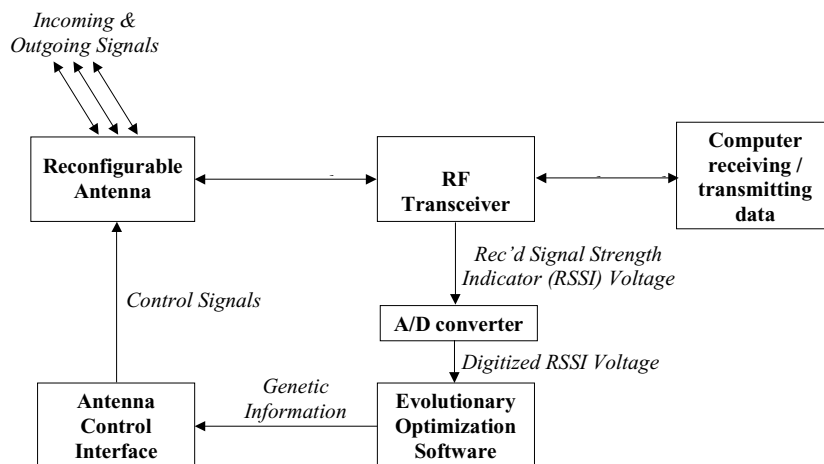 Incoming &
Outgoing Signals
Reconfigurable
Antenna
RF
Transceiver
Computer
receiving /
transmitting
data
Rec’d Signal Strength
Indicator (RSSI) Voltage
Control Signals
A/D converter
Digitized RSSI Voltage
Genetic
Information
Antenna
Control
Interface
Evolutionary
Optimization
Software